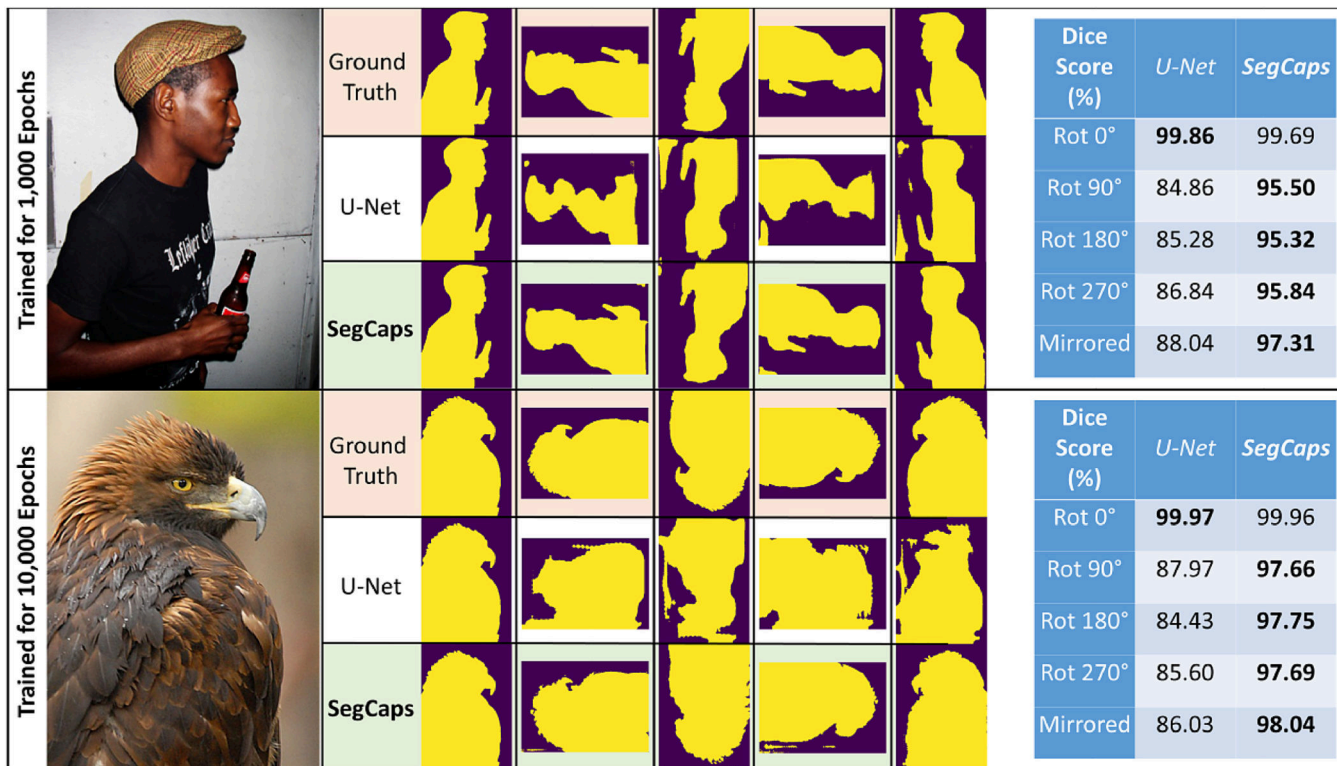 Trained for 1,000 Epochs
Leftöver Cr
Ground
Truth
U-Net
SegCaps
Dice
Score
(%)
U-Net
SegCaps
Rot 0°
99.86
99.69
Rot 90°
84.86
95.50
Rot 180°
85.28
95.32
Rot 270°
86.84
95.84
Mirrored
88.04
97.31
Trained for 10,000 Epochs
Ground
Truth
U-Net
SegCaps
Dice
Score
(%)
U-Net
SegCaps
Rot 0°
99.97
99.96
Rot 90°
87.97
97.66
Rot 180°
84.43
97.75
Rot 270°
85.60
97.69
Mirrored
86.03
98.04